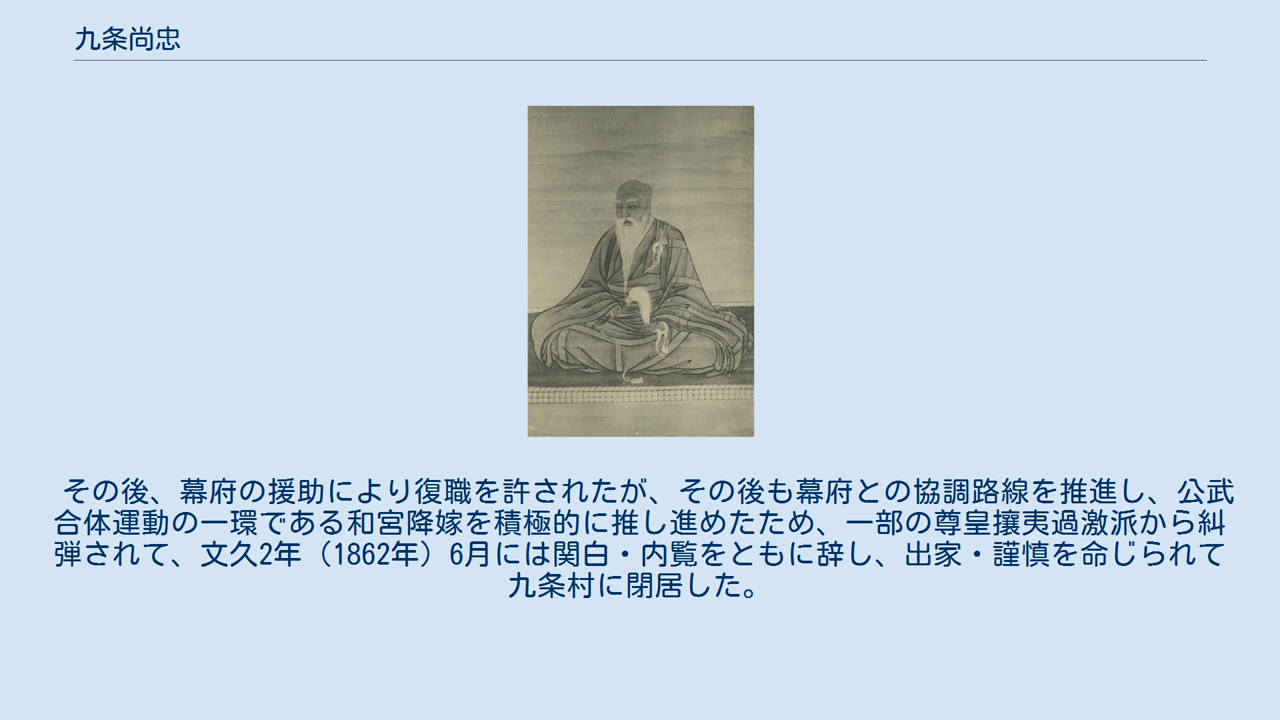 九条尚忠
その後、幕府の援助により復職を許されたが、その後も幕府との協調路線を推進し、公武
合体運動の一環である和宮降嫁を積極的に推し進めたため、一部の尊皇攘夷過激派から糾
弾されて、文久2年（1862年）6月には関白・内覧をともに辞し、出家・謹慎を命じられて
九条村に閉居した。